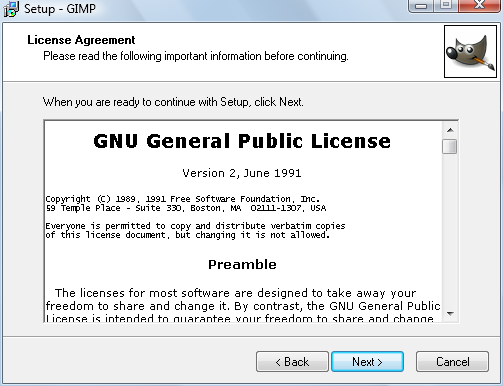 Setup - GIMP
License Agreement
Please read the following important information before continuing.
When you are ready to continue with Setup, click Next.
GNU General Public License
Version 2, June 1991
Copyright (C) 1989, 1991 Free Software Foundation, Inc.
59 Temple Place - Suite 330, Boston, MA  02111-1307, USA
Everyone is permitted to copy and distribute verbatim copies
of this license document, but changing it is not allowed.
Preamble
The licenses for most software are designed to take away your
freedom to share and change it. By contrast, the GNU General Public
License is intended to guarantee your freedom to share and change
< Back
Next >
Cancel